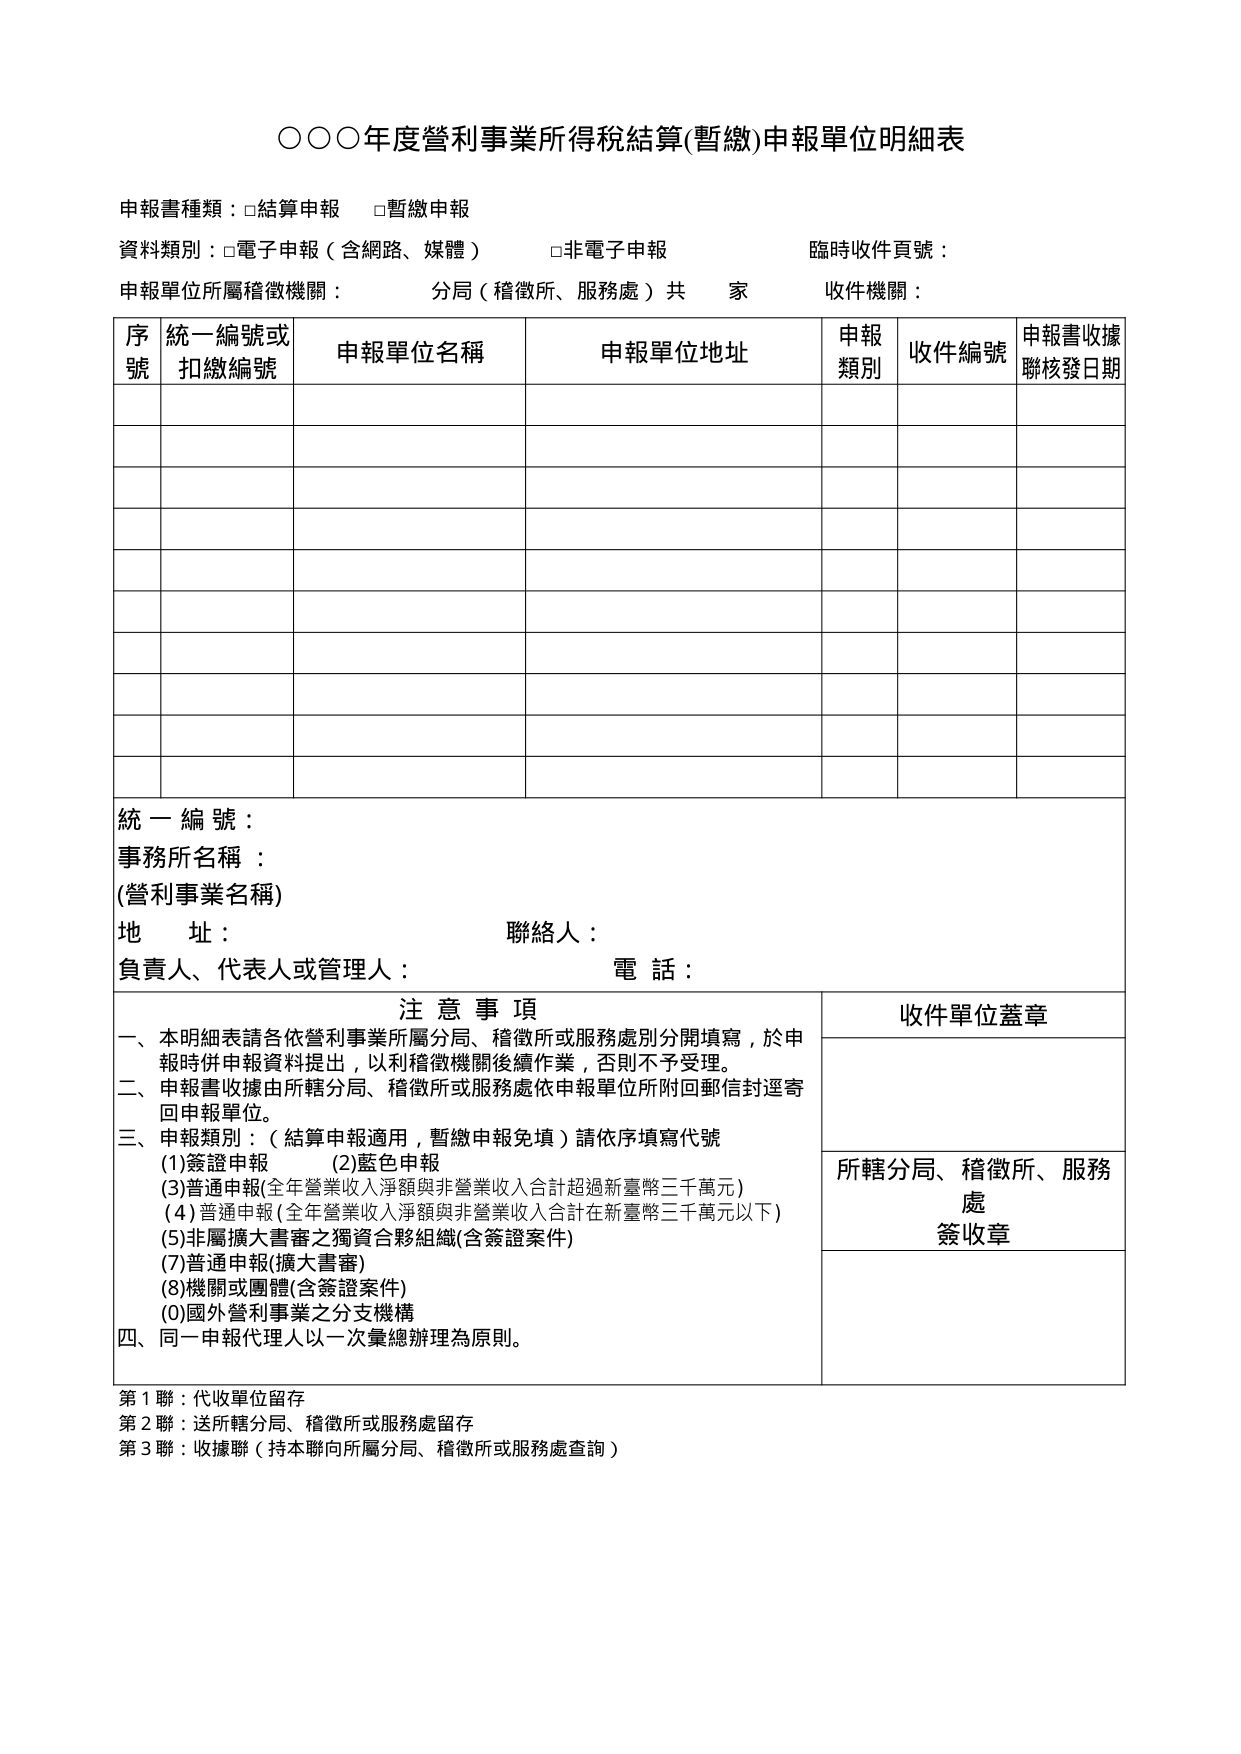 ○○○年度營利事業所得稅結算(暫繳)申報單位明細表
申報書種類：□結算申報 □暫繳申報
資料類別：□電子申報（含網路、媒體） □非電子申報 臨時收件頁號：
申報單位所屬稽徵機關： 分局（稽徵所、服務處）共 家 收件機關：
序號 統一編號或扣繳編號 申報單位名稱 申報單位地址 申報類別 收件編號 申報書收據聯核發日期
統 一 編 號：
事務所名稱 ：
(營利事業名稱)
地 址： 聯絡人：
負責人、代表人或管理人： 電 話：
注 意 事 項
一、本明細表請各依營利事業所屬分局、稽徵所或服務處別分開填寫，於申
報時併申報資料提出，以利稽徵機關後續作業，否則不予受理。
二、申報書收據由所轄分局、稽徵所或服務處依申報單位所附回郵信封逕寄
回申報單位。
三、申報類別：（結算申報適用，暫繳申報免填）請依序填寫代號
(1)簽證申報 (2)藍色申報
(3)普通申報(全年營業收入淨額與非營業收入合計超過新臺幣三千萬元)
(4)普通申報(全年營業收入淨額與非營業收入合計在新臺幣三千萬元以下)
(5)非屬擴大書審之獨資合夥組織(含簽證案件)
(7)普通申報(擴大書審)
(8)機關或團體(含簽證案件)
(0)國外營利事業之分支機構
四、同一申報代理人以一次彙總辦理為原則。
收件單位蓋章
所轄分局、稽徵所、服務
處
簽收章
第1聯：代收單位留存
第2聯：送所轄分局、稽徵所或服務處留存
第3聯：收據聯（持本聯向所屬分局、稽徵所或服務處查詢）